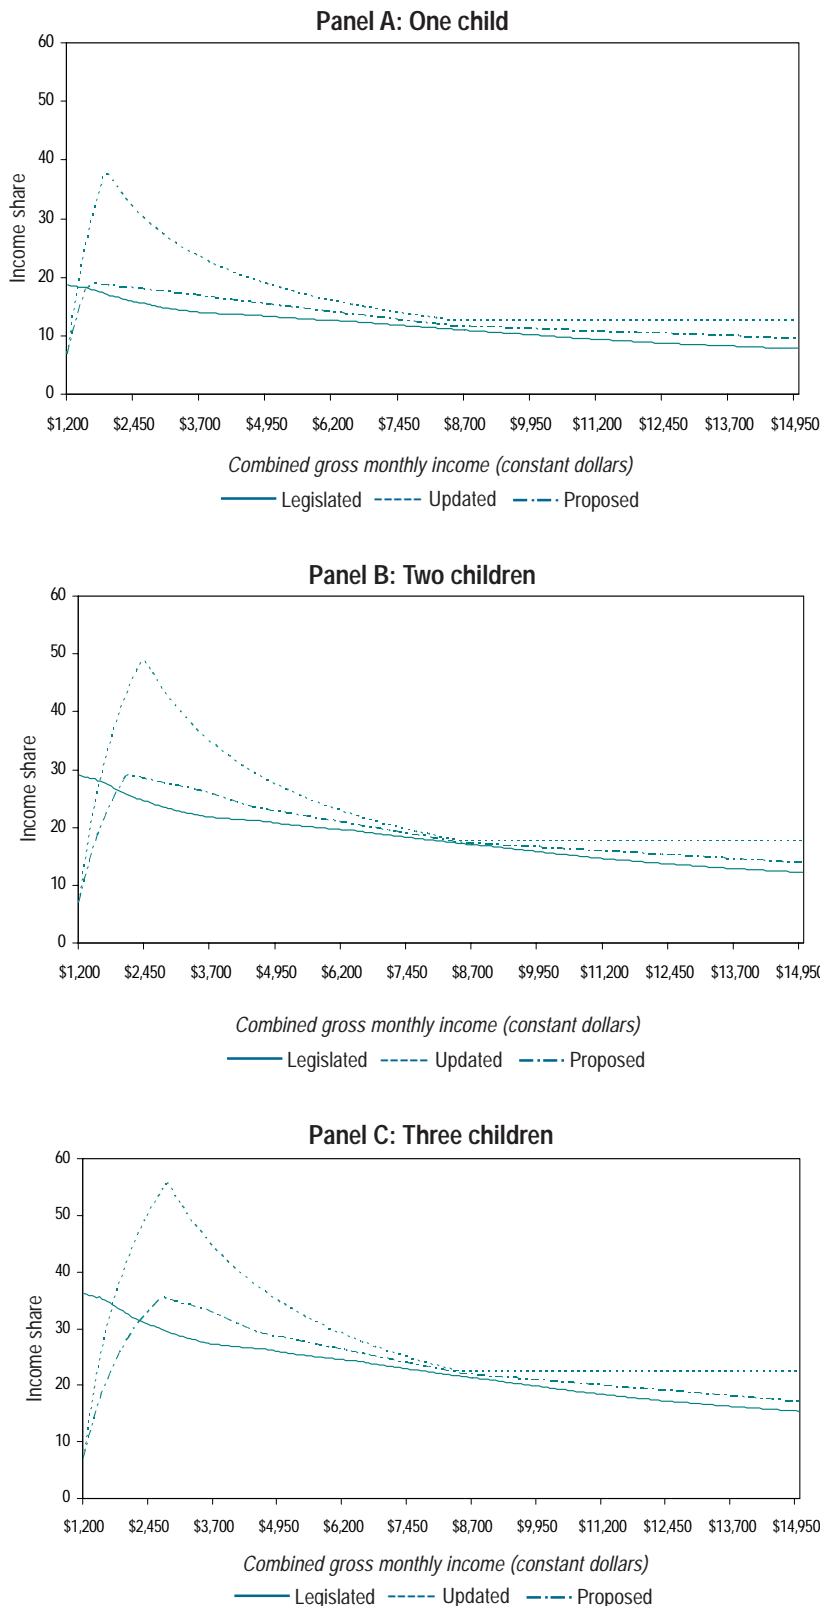 Panel A: One child
60
50
40
30
20
10
0
Income share
$1,200 $2,450 $3,700 $4,950 $6,200 $7,450 $8,700 $9,950 $11,200 $12,450 $13,700 $14,950
Combined gross monthly income (constant dollars)
Legislated Updated Proposed
Panel B: Two children
60
50
40
30
20
10
0
Income share
$1,200 $2,450 $3,700 $4,950 $6,200 $7,450 $8,700 $9,950 $11,200 $12,450 $13,700 $14,950
Combined gross monthly income (constant dollars)
Legislated Updated Proposed
Panel C: Three children
60
50
40
30
20
10
0
Income share
$1,200 $2,450 $3,700 $4,950 $6,200 $7,450 $8,700 $9,950 $11,200 $12,450 $13,700 $14,950
Combined gross monthly income (constant dollars)
Legislated Updated Proposed